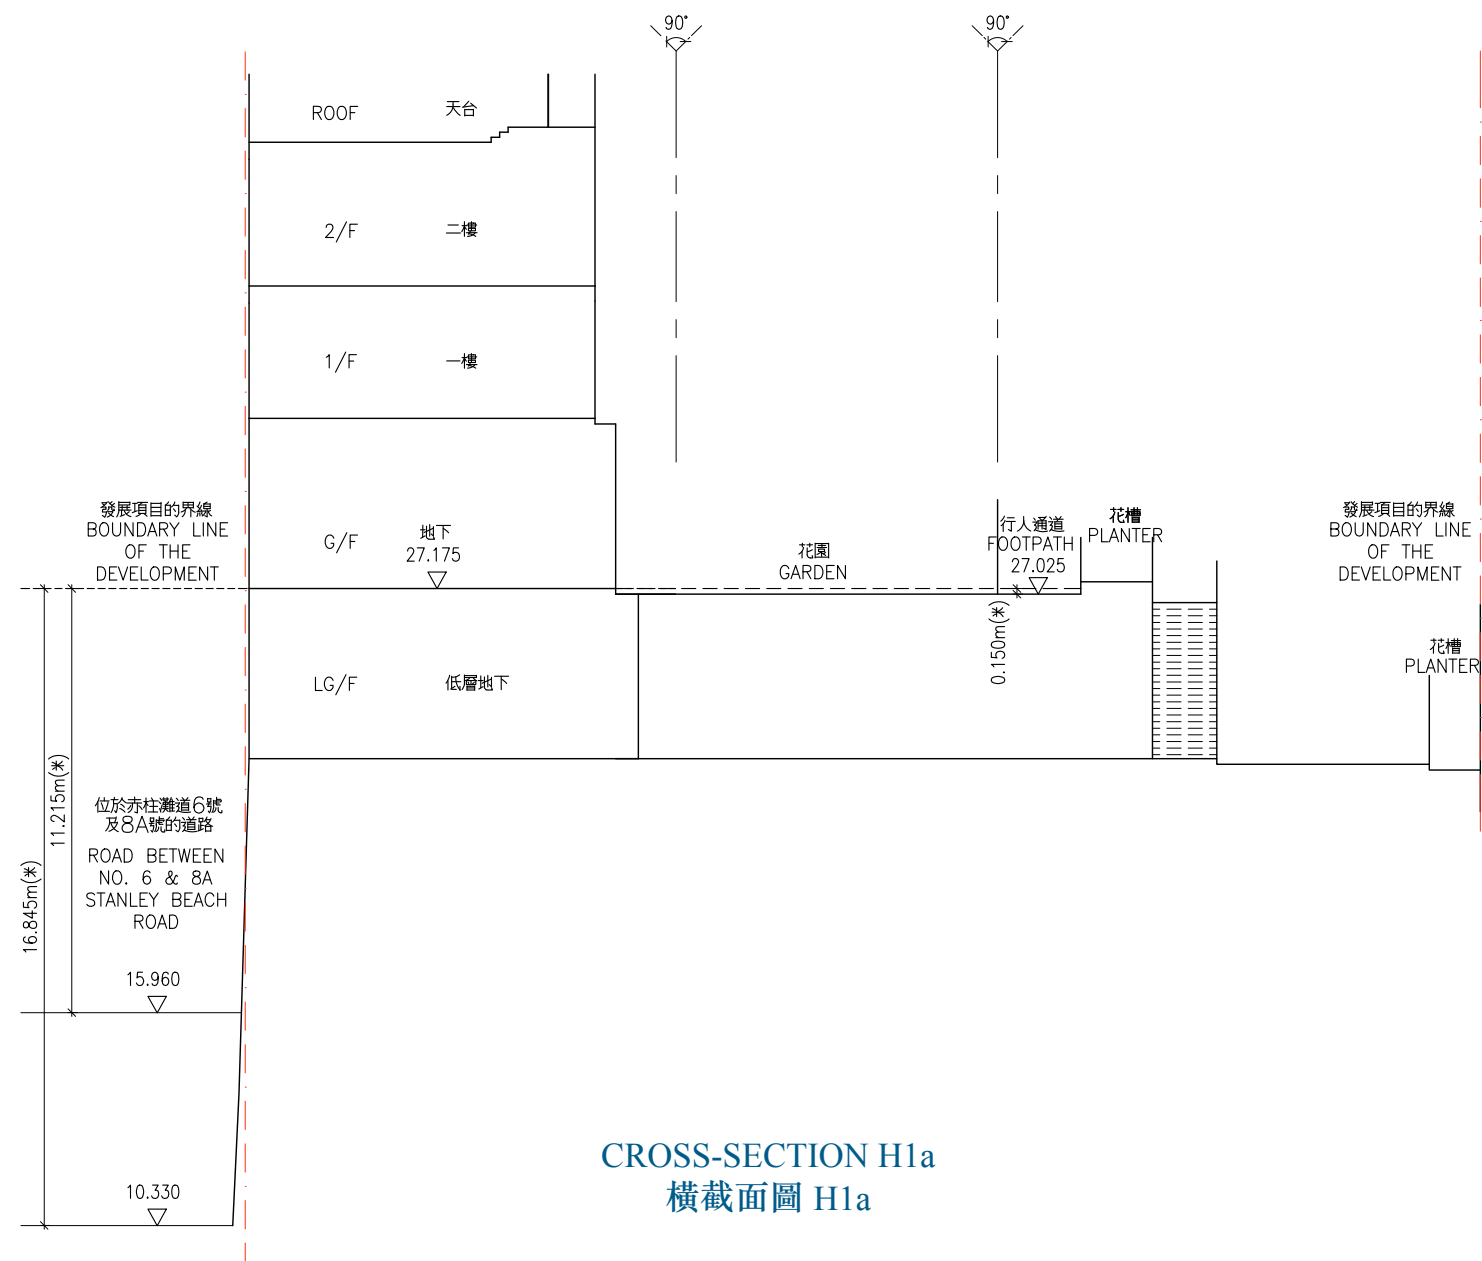 90°
90°
ROOF 天台
2/F 二樓
1/F 一樓
發展項目的界線
BOUNDARY LINE
OF THE
DEVELOPMENT
G/F
地下
27.175
花園
GARDEN
行人通道
FOOTPATH
27.025
花槽
PLANTER
發展項目的界線
BOUNDARY LINE
OF THE
DEVELOPMENT
0.150m(米)
LG/F 低層地下
花槽
PLANTER
11.215m(米)
16.845m(米)
位於赤柱灘道6號
及8A號的道路
ROAD BETWEEN
NO. 6 & 8A
STANLEY BEACH
ROAD
15.960
10.330
CROSS-SECTION H1a
橫截面圖 H1a